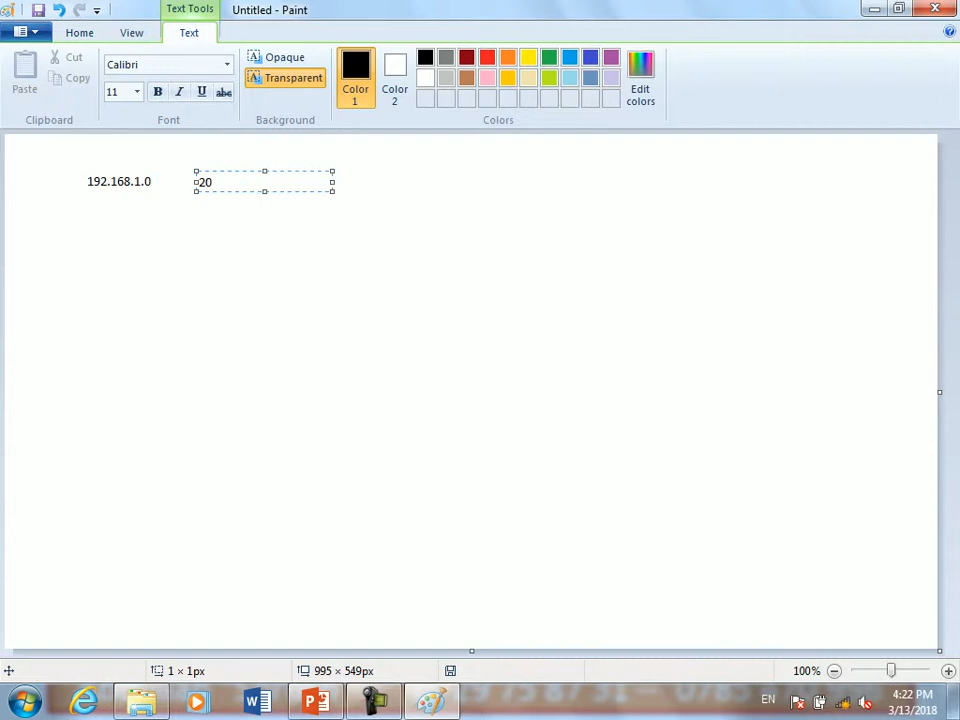 Text Tools
Untitled - Paint
Home
View
Text
Paste
Cut
Copy
Clipboard
Calibri
11
B I U abc
Font
Opaque
Transparent
Background
Color 1
Color 2
Edit colors
Colors
192.168.1.0
20
1 × 1px
995 × 549px
100%
EN
4:22 PM
3/13/2018